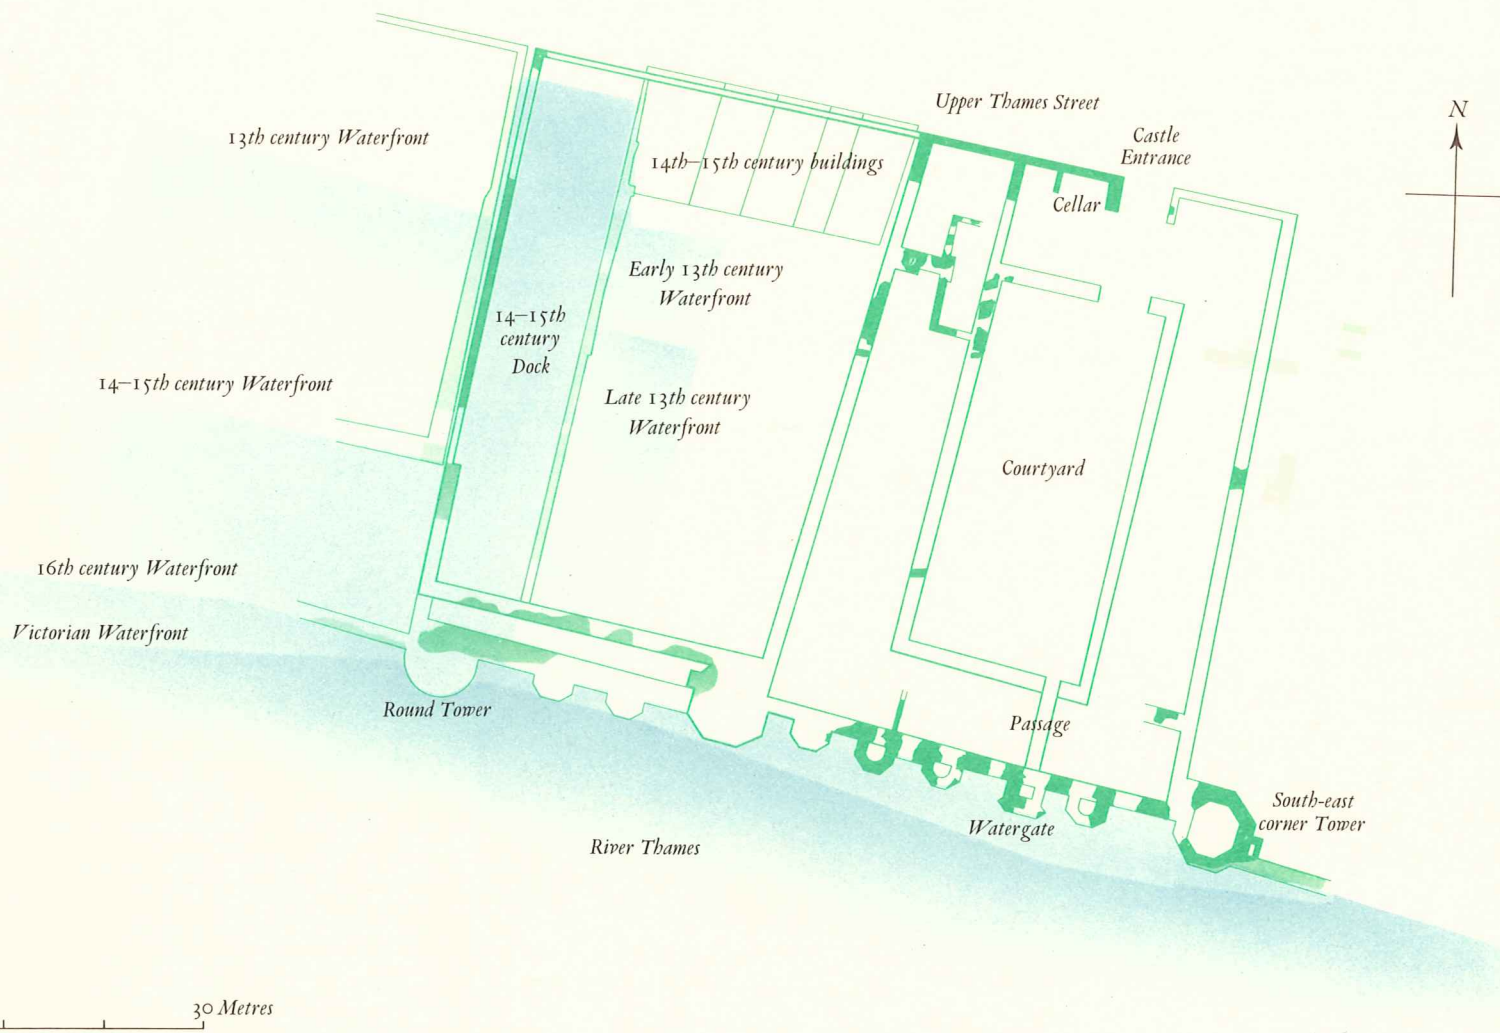 Upper Thames Street
N
Castle
Entrance
13th century Waterfront
14th–15th century buildings
Cellar
Early 13th century
Waterfront
14–15th
century
Dock
14–15th century Waterfront
Late 13th century
Waterfront
Courtyard
16th century Waterfront
Victorian Waterfront
Round Tower
Passage
South-east
corner Tower
Watergate
River Thames
30 Metres